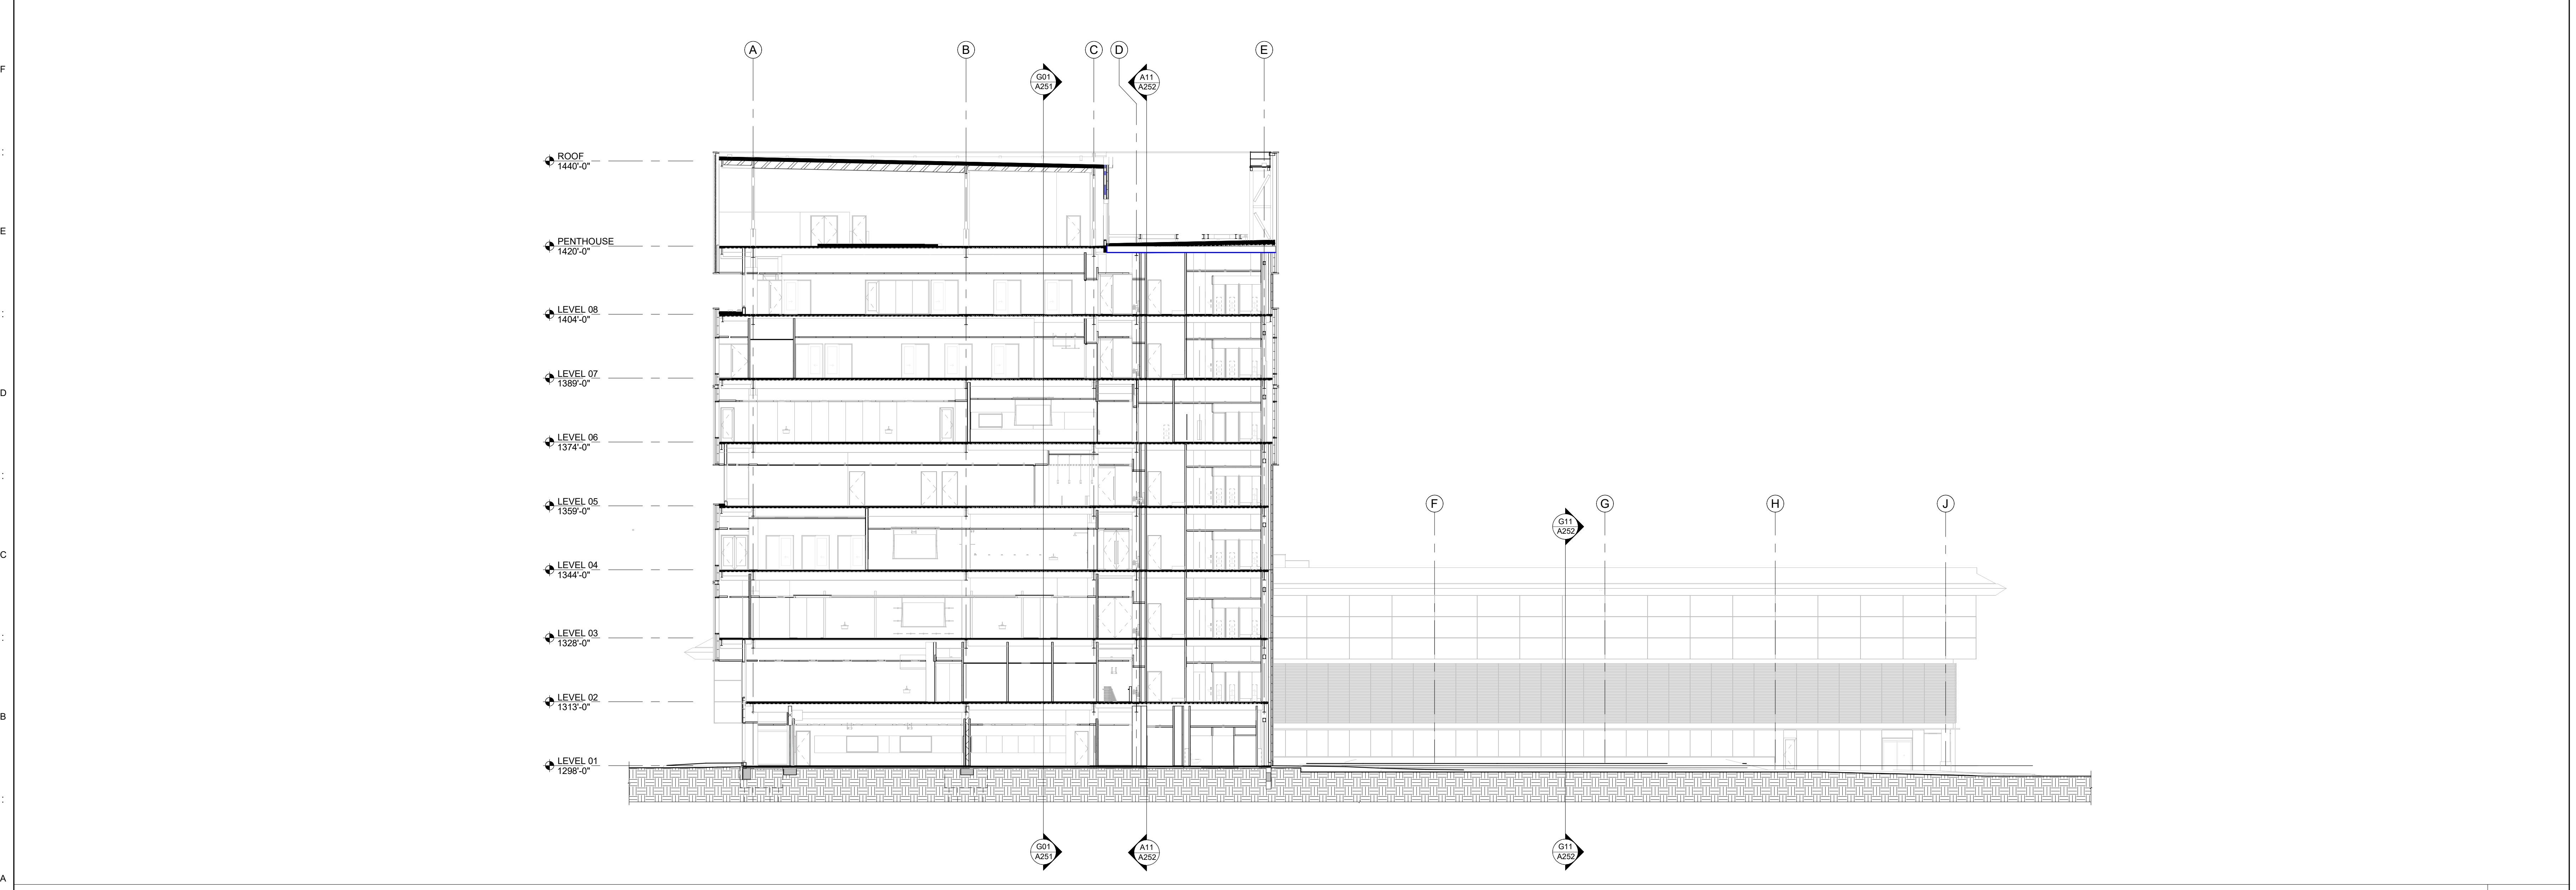 A
B
C
D
E
G01
A251
A11
A252
F
E
D
C
B
A
ROOF
1440'-0"
PENTHOUSE
1420'-0"
LEVEL 08
1404'-0"
LEVEL 07
1389'-0"
LEVEL 06
1374'-0"
LEVEL 05
1359'-0"
LEVEL 04
1344'-0"
LEVEL 03
1328'-0"
LEVEL 02
1313'-0"
LEVEL 01
1298'-0"
F
G
H
J
G11
A252
G01
A251
A11
A252
G11
A252